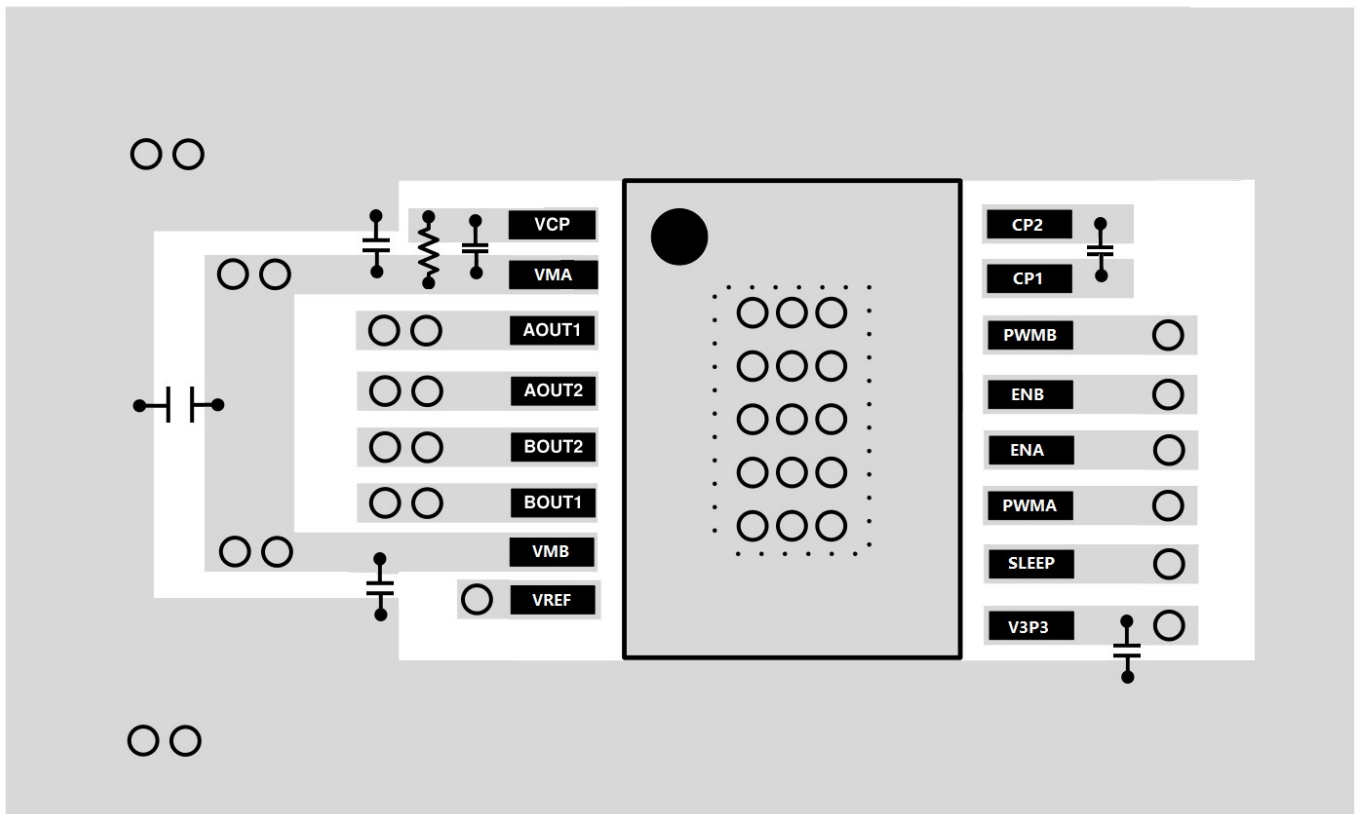 VCP
VMA
AOUT1
AOUT2
BOUT2
BOUT1
VMB
VREF
CP2
CP1
PWMB
ENB
ENA
PWMA
SLEEP
V3P3